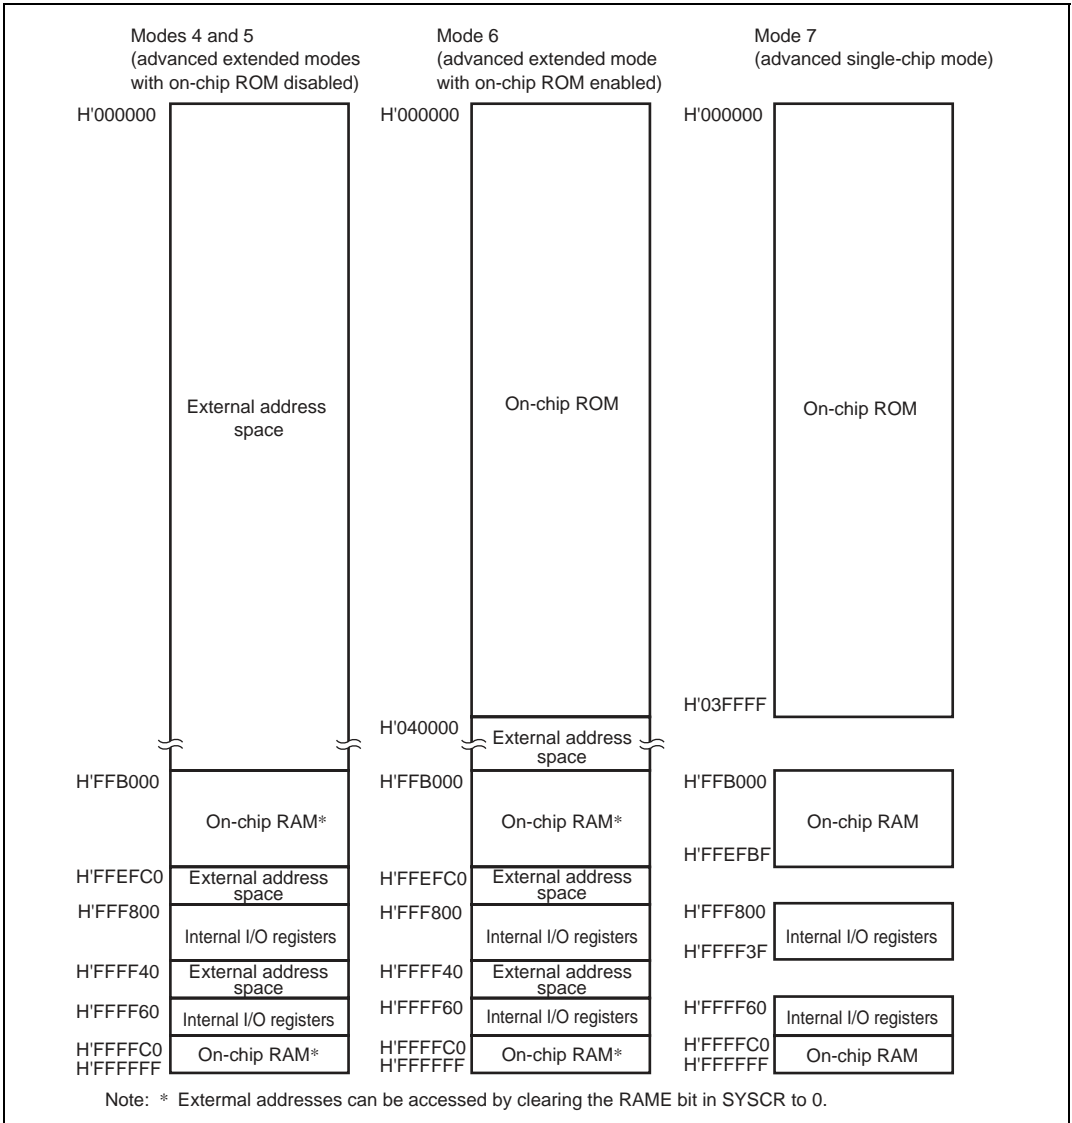 Modes 4 and 5
(advanced extended modes
with on-chip ROM disabled)
H'000000
External address
space
H'FFB000
On-chip RAM*
H'FFEFC0
External address
space
H'FFF800
Internal I/O registers
H'FFFF40
External address
space
H'FFFF60
Internal I/O registers
H'FFFFC0
On-chip RAM*
H'FFFFFF
Mode 6
(advanced extended mode
with on-chip ROM enabled)
H'000000
On-chip ROM
H'040000
External address
space
H'FFB000
On-chip RAM*
H'FFEFC0
External address
space
H'FFF800
Internal I/O registers
H'FFFF40
External address
space
H'FFFF60
Internal I/O registers
H'FFFFC0
On-chip RAM*
H'FFFFFF
Mode 7
(advanced single-chip mode)
H'000000
On-chip ROM
H'03FFFF
H'FFB000
On-chip RAM
H'FFEFBF
H'FFF800
Internal I/O registers
H'FFFF3F
H'FFFF60
Internal I/O registers
H'FFFFC0
On-chip RAM
H'FFFFFF
Note: * Extermal addresses can be accessed by clearing the RAME bit in SYSCR to 0.